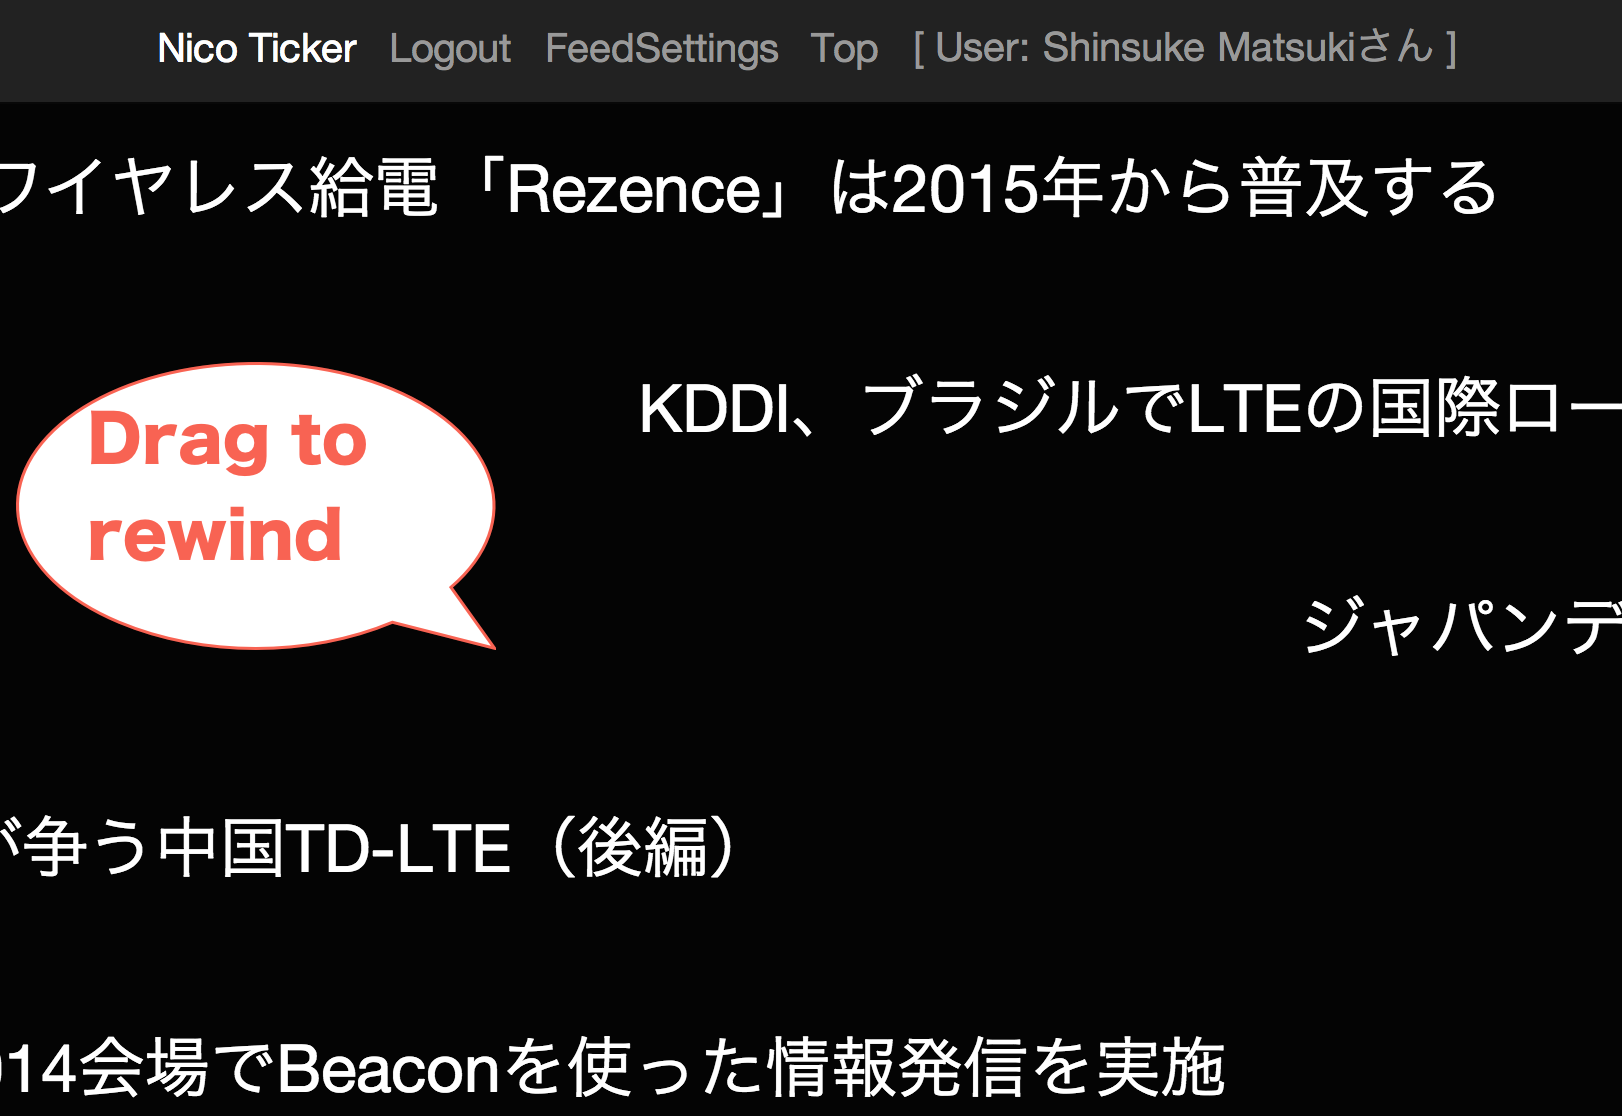 Nico Ticker Logout FeedSettings Top [ User: Shinsuke Matsukiさん ]
ワイヤレス給電「Rezence」は2015年から普及する
KDDI、ブラジルでLTEの国際ロー
Drag to
rewind
ジャパンデ
が争う中国TD-LTE（後編）
014会場でBeaconを使った情報発信を実施